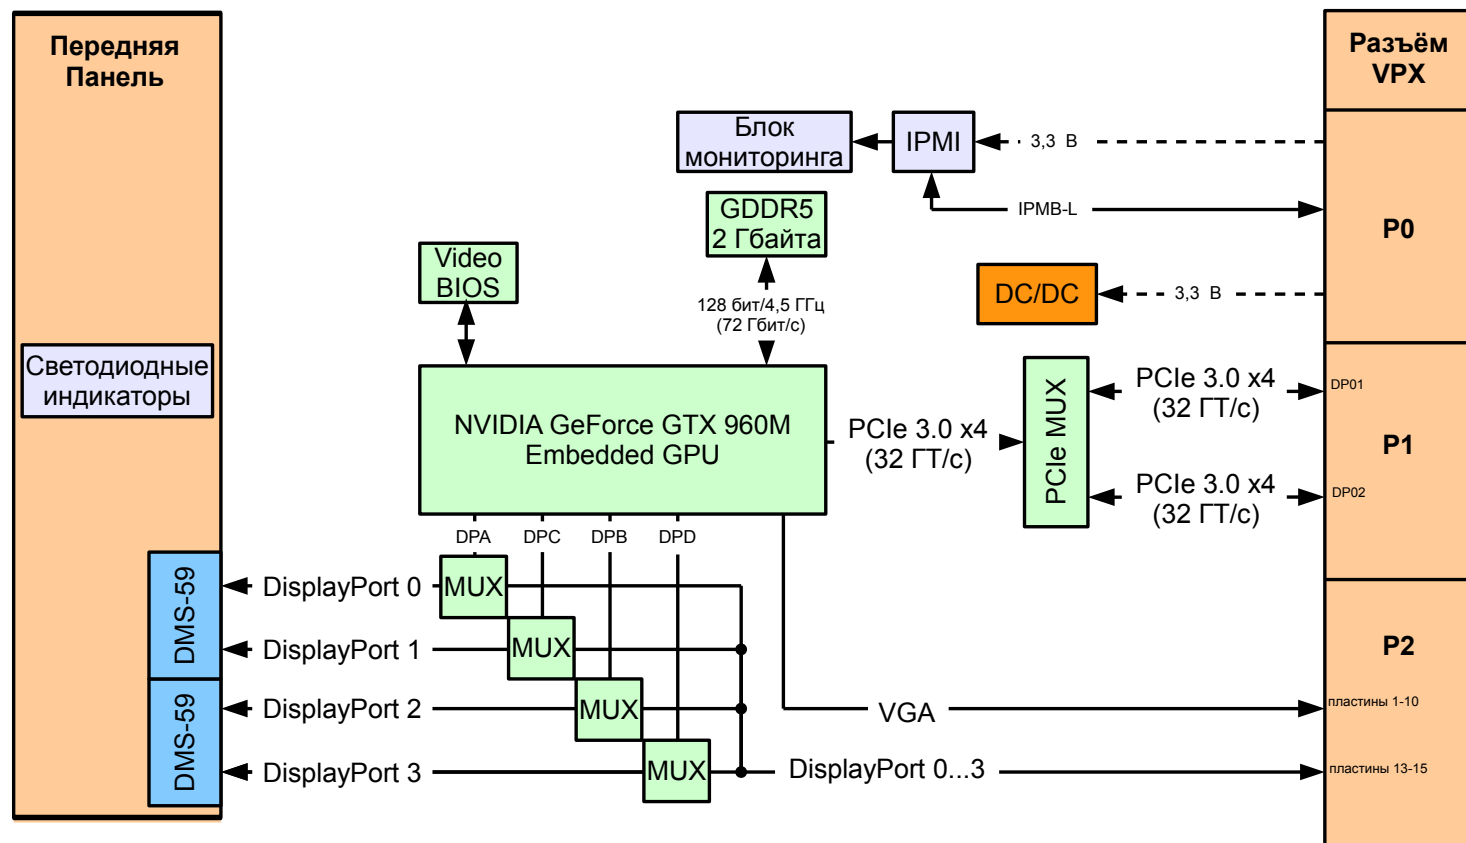 Передняя
Панель
Разъём
VPX
Блок
мониторинга
IPMI
3,3 В
IPMB-L
P0
GDDR5
2 Гбайта
Video
BIOS
DC/DC
3,3 В
128 бит/4,5 ГГц
(72 Гбит/с)
Светодиодные
индикаторы
NVIDIA GeForce GTX 960M
Embedded GPU
PCIe 3.0 x4
(32 ГТ/с)
PCIe MUX
PCIe 3.0 x4
(32 ГТ/с)
DP01
P1
PCIe 3.0 x4
(32 ГТ/с)
DP02
DPA
DPC
DPB
DPD
DMS-59
DisplayPort 0
MUX
DisplayPort 1
MUX
P2
DMS-59
DisplayPort 2
MUX
VGA
пластины 1-10
DisplayPort 3
MUX
DisplayPort 0...3
пластины 13-15